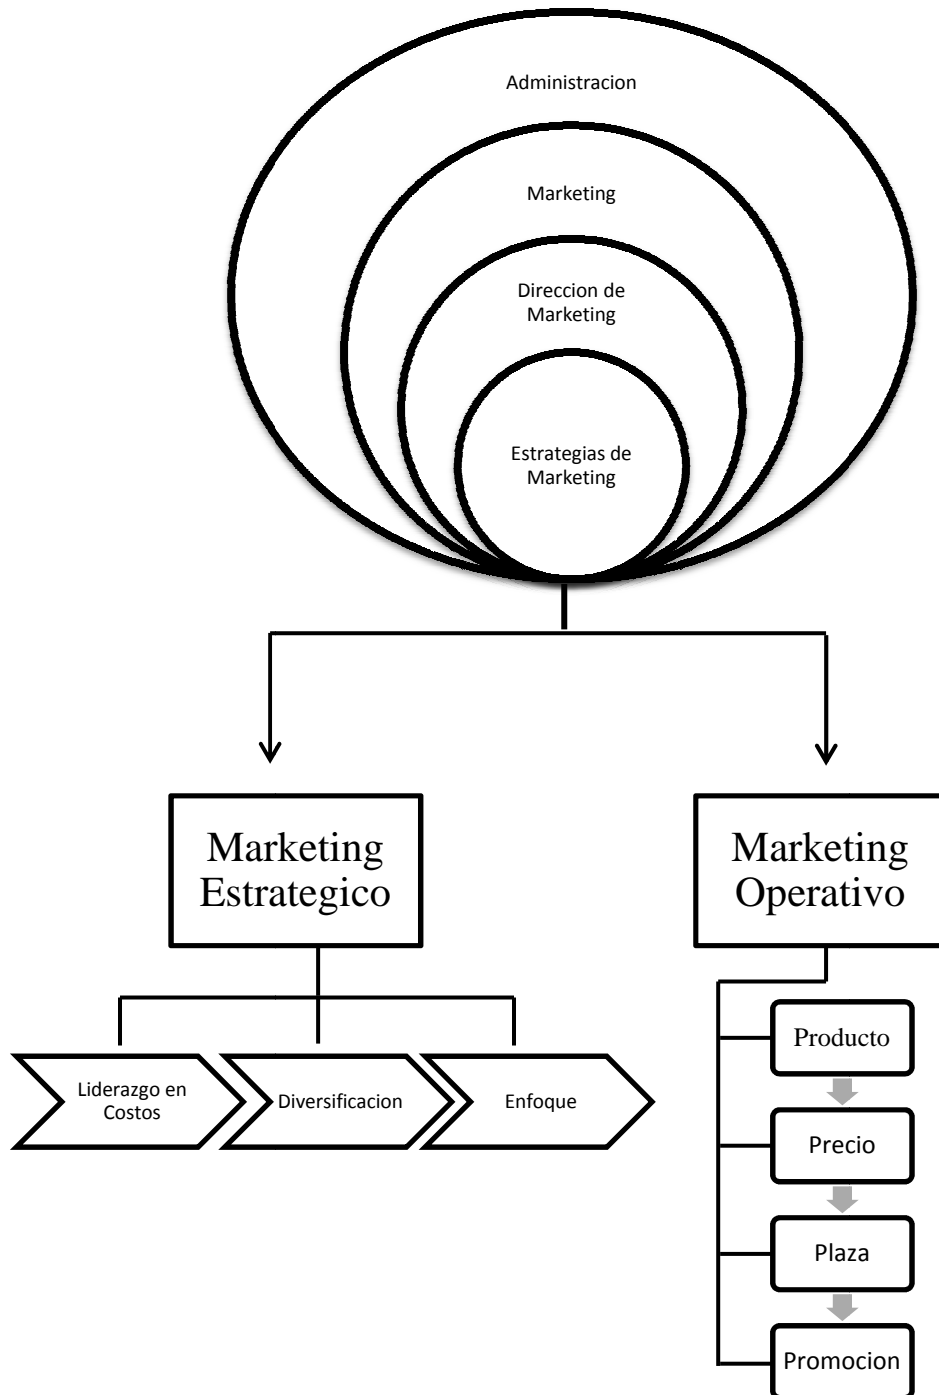 Administracion
Marketing
Direccion de
Marketing
Estrategias de
Marketing
Marketing
Estrategico
Marketing
Operativo
Liderazgo en
Costos
Diversificacion
Enfoque
Producto
Precio
Plaza
Promocion